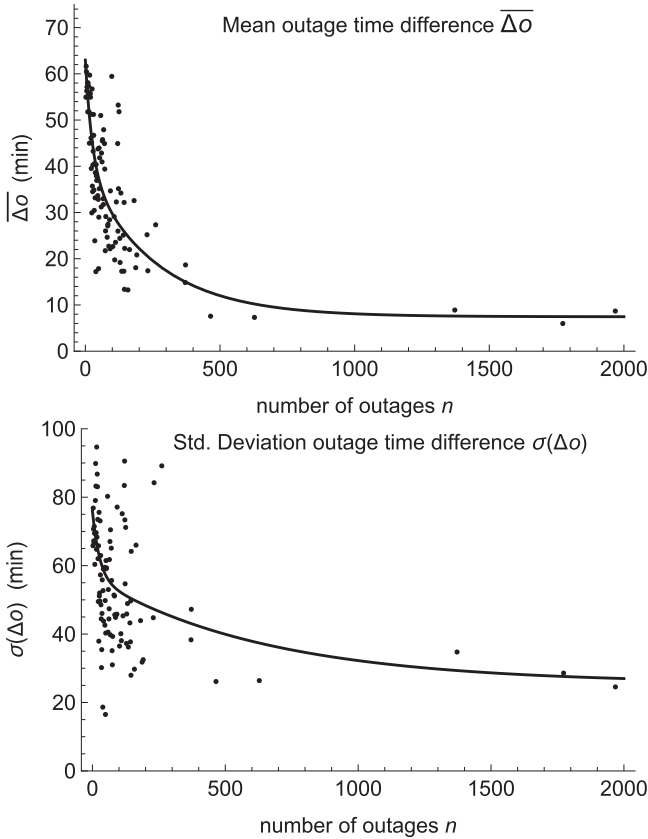 Mean outage time difference Δo
70
60
50
40
30
20
10
0
Δo (min)
0 500 1000 1500 2000
number of outages n
Std. Deviation outage time difference σ(Δo)
100
80
60
40
20
0
σ(Δo) (min)
0 500 1000 1500 2000
number of outages n